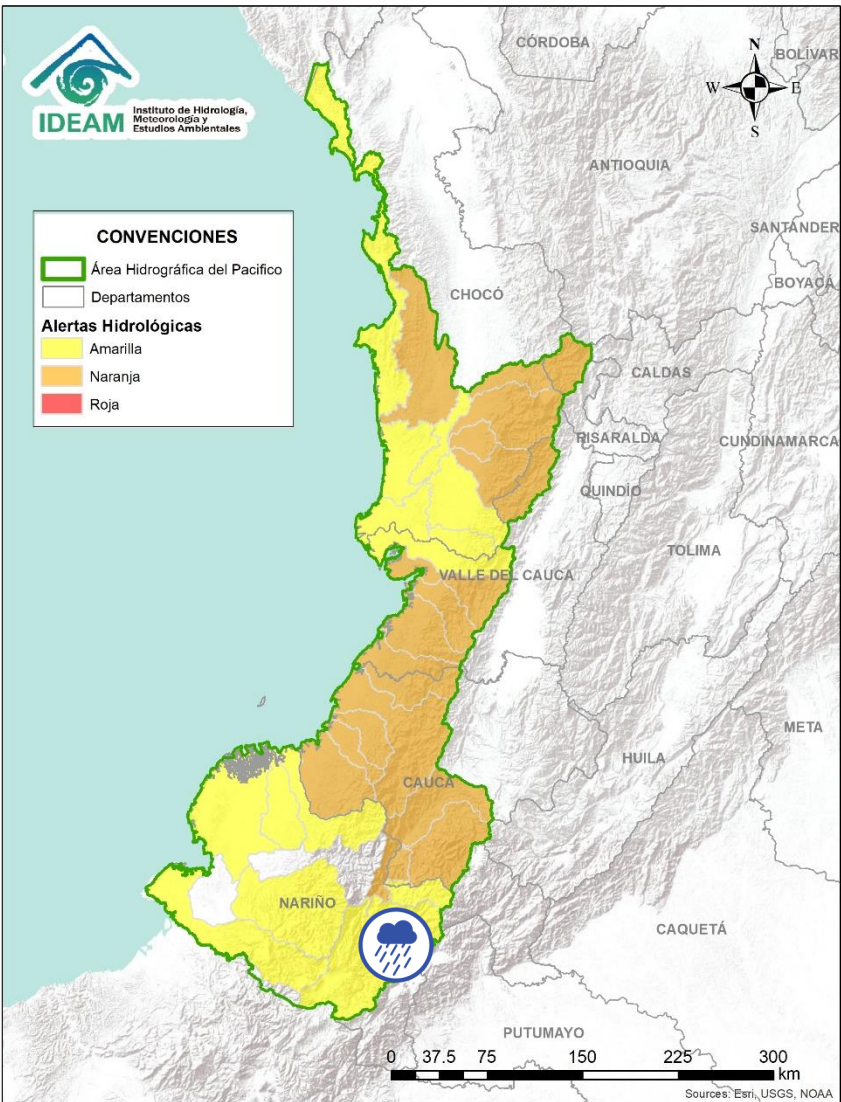 IDEAM
Instituto de Hidrología,
Meteorología y
Estudios Ambientales
N
W E
S
CÓRDOBA
BOLÍVAR
ANTIOQUIA
SANTANDER
BOYACÁ
CONVENCIONES
Área Hidrográfica del Pacifico
Departamentos
Alertas Hidrológicas
Amarilla
Naranja
Roja
CHOCÓ
CALDAS
RISARALDA
CUNDINAMARCA
QUINDÍO
TOLIMA
VALLE DEL CAUCA
META
HUILA
CAUCA
NARIÑO
CAQUETÁ
PUTUMAYO
0 37.5 75 150 225 300
km
Sources: Esri, USGS, NOAA